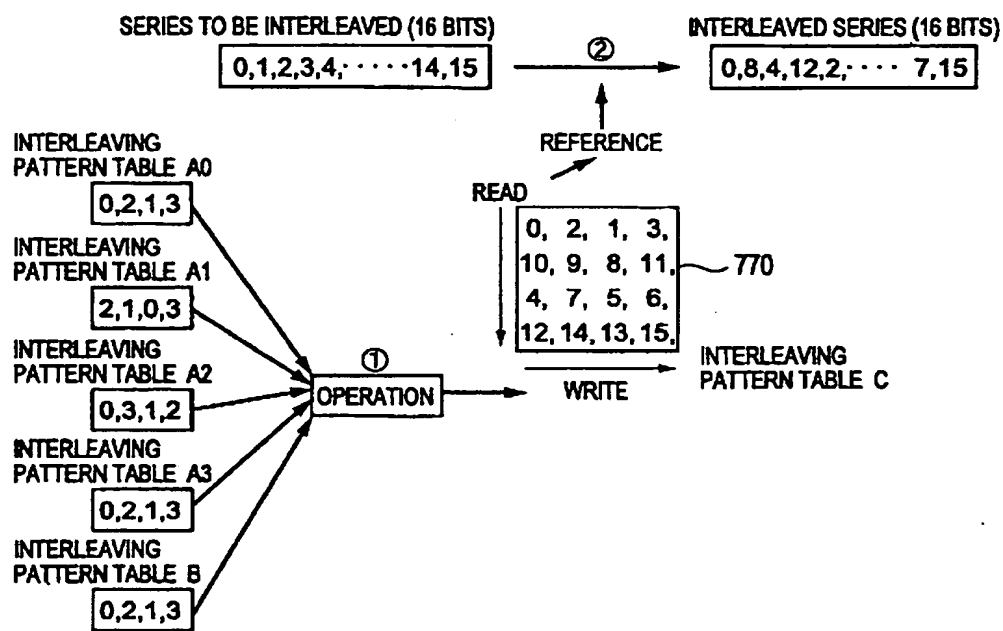 SERIES TO BE INTERLEAVED (16 BITS)
INTERLEAVED SERIES (16 BITS)
0,1,2,3,4,·····14,15
②
0,8,4,12,2,···· 7,15
INTERLEAVING
PATTERN TABLE A0
0,2,1,3
REFERENCE
READ
0, 2, 1, 3,
10, 9, 8, 11,
4, 7, 5, 6,
12, 14, 13, 15,
770
INTERLEAVING
PATTERN TABLE A1
2,1,0,3
INTERLEAVING
PATTERN TABLE A2
0,3,1,2
①
OPERATION
WRITE
INTERLEAVING
PATTERN TABLE C
INTERLEAVING
PATTERN TABLE A3
0,2,1,3
INTERLEAVING
PATTERN TABLE B
0,2,1,3